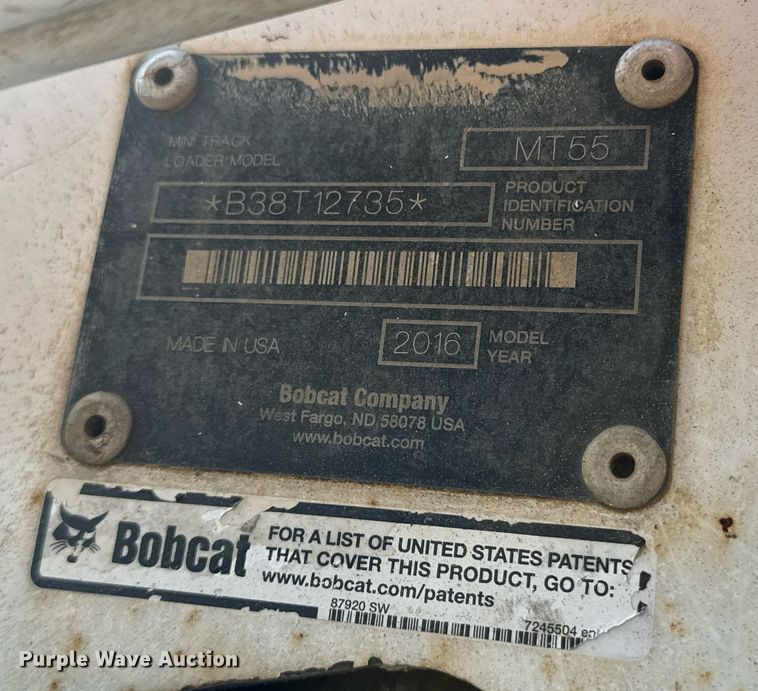 MINI TRACK
LOADER MODEL
MT55
*B38T12735*
PRODUCT
IDENTIFICATION
NUMBER
MADE IN USA
2016
MODEL
YEAR
Bobcat Company
West Fargo, ND 58078 USA
www.bobcat.com
Bobcat
FOR A LIST OF UNITED STATES PATENTS
THAT COVER THIS PRODUCT, GO TO:
www.bobcat.com/patents
87920 SW
7245504
Purple Wave Auction